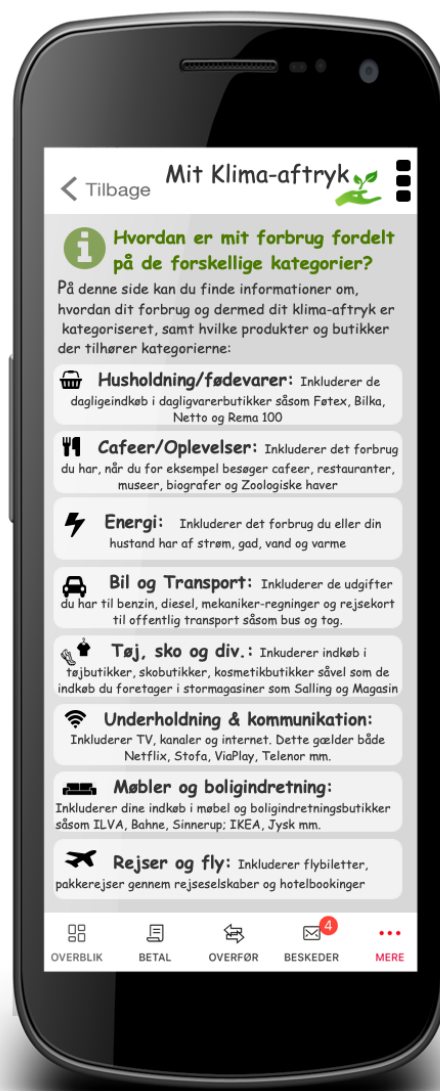 Tilbage
Mit Klima-aftryk
Hvordan er mit forbrug fordelt
på de forskellige kategorier?
På denne side kan du finde informationer om,
hvordan dit forbrug og dermed dit klima-aftryk er
kategoriseret, samt hvilke produkter og butikker
der tilhører kategorierne:
Husholdning/fødevarer: Inkluderer de
dagligeindkøb i dagligvarerbutikker såsom Føtex, Bilka,
Netto og Rema 100
Cafeer/Oplevelser: Inkluderer det forbrug
du har, når du for eksempel besøger cafeer, restauranter,
museer, biografer og Zoologiske haver
Energi: Inkluderer det forbrug du eller din
hustand har af strøm, gad, vand og varme
Bil og Transport: Inkluderer de udgifter
du har til benzin, diesel, mekaniker-regninger og rejsekort
til offentlig transport såsom bus og tog.
Tøj, sko og div.: Inkuderer indkøb i
tøjbutikker, skobutikker, kosmetikbutikker såvel som de
indkøb du foretager i stormagasiner som Salling og Magasin
Underholdning & kommunikation:
Inkluderer TV, kanaler og internet. Dette gælder både
Netflix, Stofa, ViaPlay, Telenor mm.
Møbler og boligindretning:
Inkluderer dine indkøb i møbel og boligindretningsbutikker
såsom ILVA, Bahne, Sinnerup; IKEA, Jysk mm.
Rejser og fly: Inkluderer flybiletter,
pakkerejser gennem rejseselskaber og hotelbookinger
4
OVERBLIK BETAL OVERFØR BESKEDER MERE